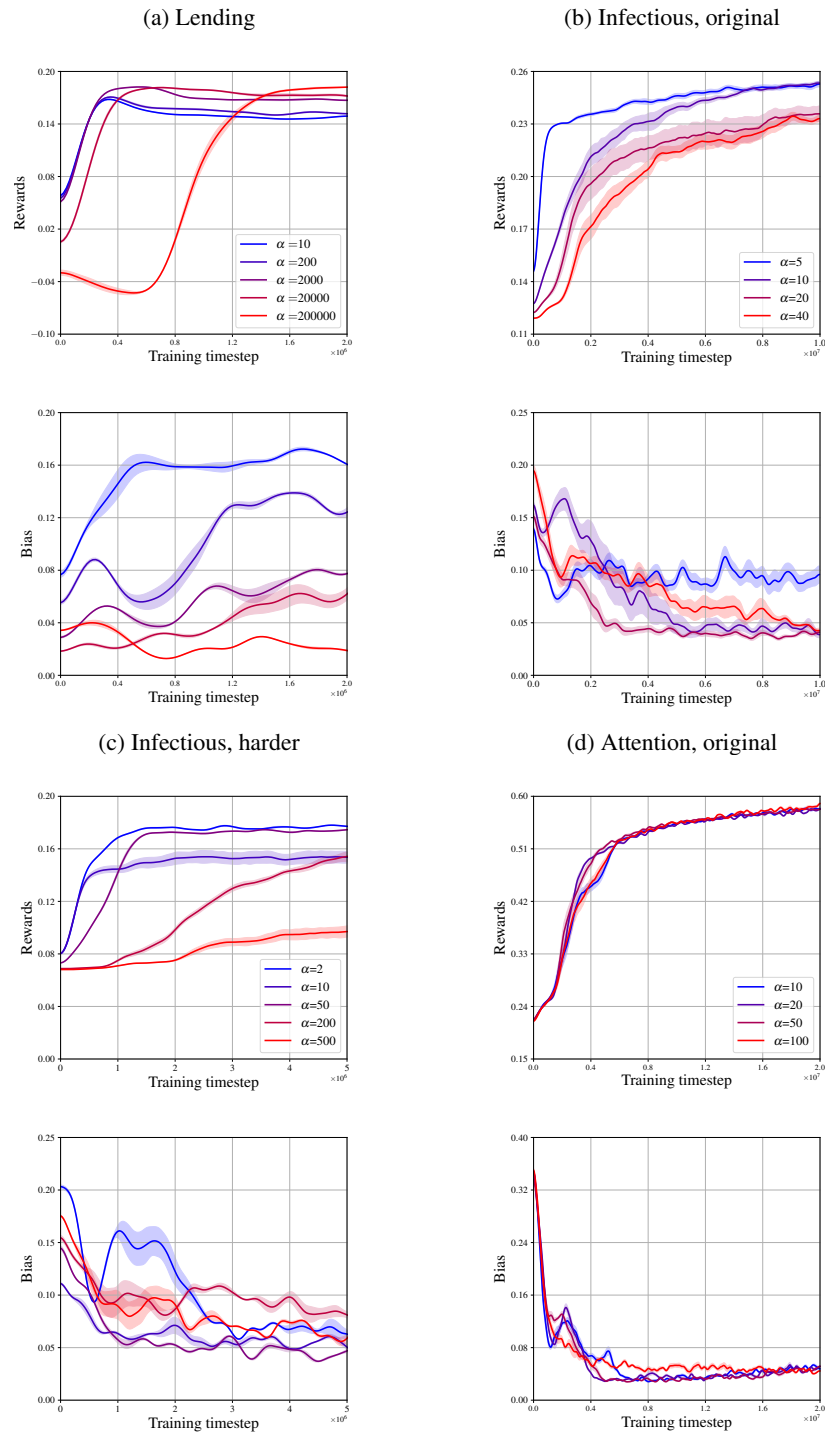 (a) Lending
(b) Infectious, original
Rewards
0.20
0.14
0.08
0.02
−0.04
−0.10
α =10
α =200
α =2000
α =20000
α =200000
0.0 0.4 0.8 1.2 1.6 2.0
Training timestep
×10⁶
Rewards
0.26
0.23
0.20
0.17
0.14
0.11
α=5
α=10
α=20
α=40
0.0 0.2 0.4 0.6 0.8 1.0
Training timestep
×10⁷
Bias
0.20
0.16
0.12
0.08
0.04
0.00
0.0 0.4 0.8 1.2 1.6 2.0
Training timestep
×10⁶
Bias
0.25
0.20
0.15
0.10
0.05
0.00
0.0 0.2 0.4 0.6 0.8 1.0
Training timestep
×10⁷
(c) Infectious, harder
(d) Attention, original
Rewards
0.20
0.16
0.12
0.08
0.04
0.00
α=2
α=10
α=50
α=200
α=500
0 1 2 3 4 5
Training timestep
×10⁶
Rewards
0.60
0.51
0.42
0.33
0.24
0.15
α=10
α=20
α=50
α=100
0.0 0.4 0.8 1.2 1.6 2.0
Training timestep
×10⁷
Bias
0.25
0.20
0.15
0.10
0.05
0.00
0 1 2 3 4 5
Training timestep
×10⁶
Bias
0.40
0.32
0.24
0.16
0.08
0.00
0.0 0.4 0.8 1.2 1.6 2.0
Training timestep
×10⁷